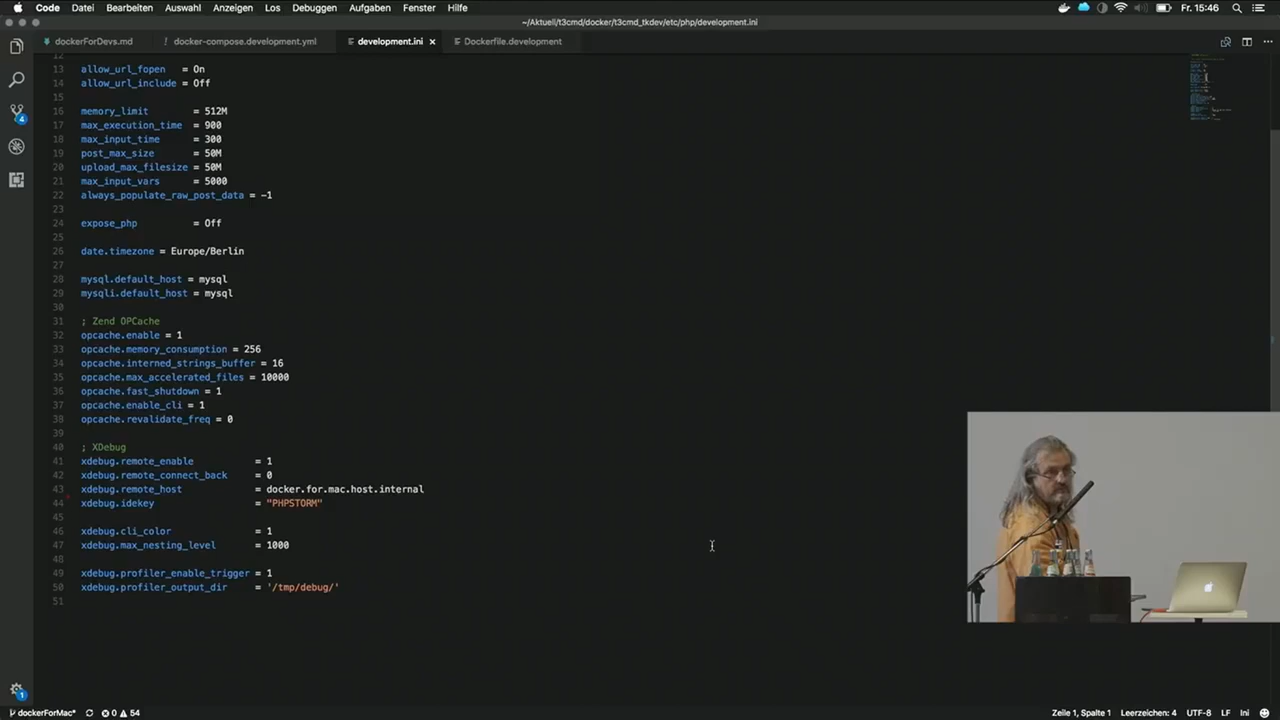 Code Datei Bearbeiten Auswahl Anzeigen Los Debuggen Aufgaben Fenster Hilfe Fr. 15:46
~/Aktuell/t3cmd/docker/t3cmd_tkdev/etc/php/development.ini
dockerForDevs.md ! docker-compose.development.yml development.ini × Dockerfile.development
12
13 allow_url_fopen = On
14 allow_url_include = Off
15
16 memory_limit = 512M
17 max_execution_time = 900
18 max_input_time = 300
19 post_max_size = 50M
20 upload_max_filesize = 50M
21 max_input_vars = 5000
22 always_populate_raw_post_data = -1
23
24 expose_php = Off
25
26 date.timezone = Europe/Berlin
27
28 mysql.default_host = mysql
29 mysqli.default_host = mysql
30
31 ; Zend OPCache
32 opcache.enable = 1
33 opcache.memory_consumption = 256
34 opcache.interned_strings_buffer = 16
35 opcache.max_accelerated_files = 10000
36 opcache.fast_shutdown = 1
37 opcache.enable_cli = 1
38 opcache.revalidate_freq = 0
39
40 ; XDebug
41 xdebug.remote_enable = 1
42 xdebug.remote_connect_back = 0
43 xdebug.remote_host = docker.for.mac.host.internal
44 xdebug.idekey = "PHPSTORM"
45
46 xdebug.cli_color = 1
47 xdebug.max_nesting_level = 1000
48
49 xdebug.profiler_enable_trigger = 1
50 xdebug.profiler_output_dir = '/tmp/debug/'
51
4
1
dockerForMac* 0 54 Zeile 1, Spalte 1 Leerzeichen: 4 UTF-8 LF Ini